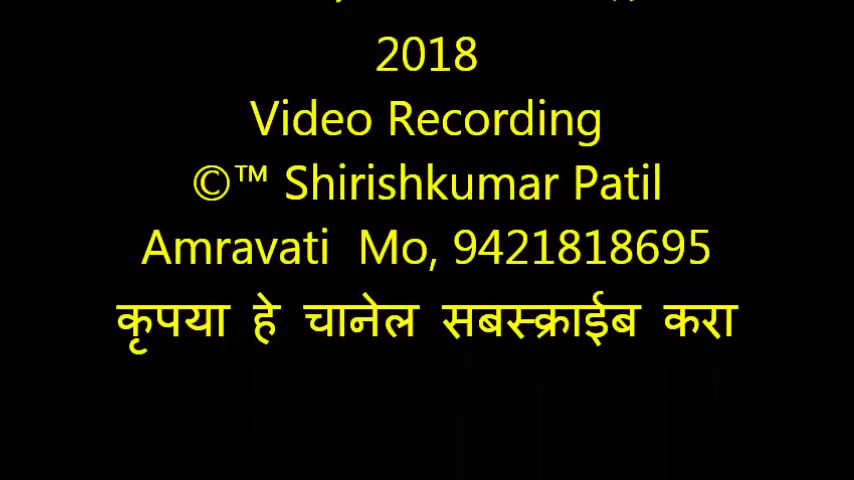 2018
Video Recording
©™ Shirishkumar Patil
Amravati Mo, 9421818695
कृपया हे चानेल सबस्क्राईब करा